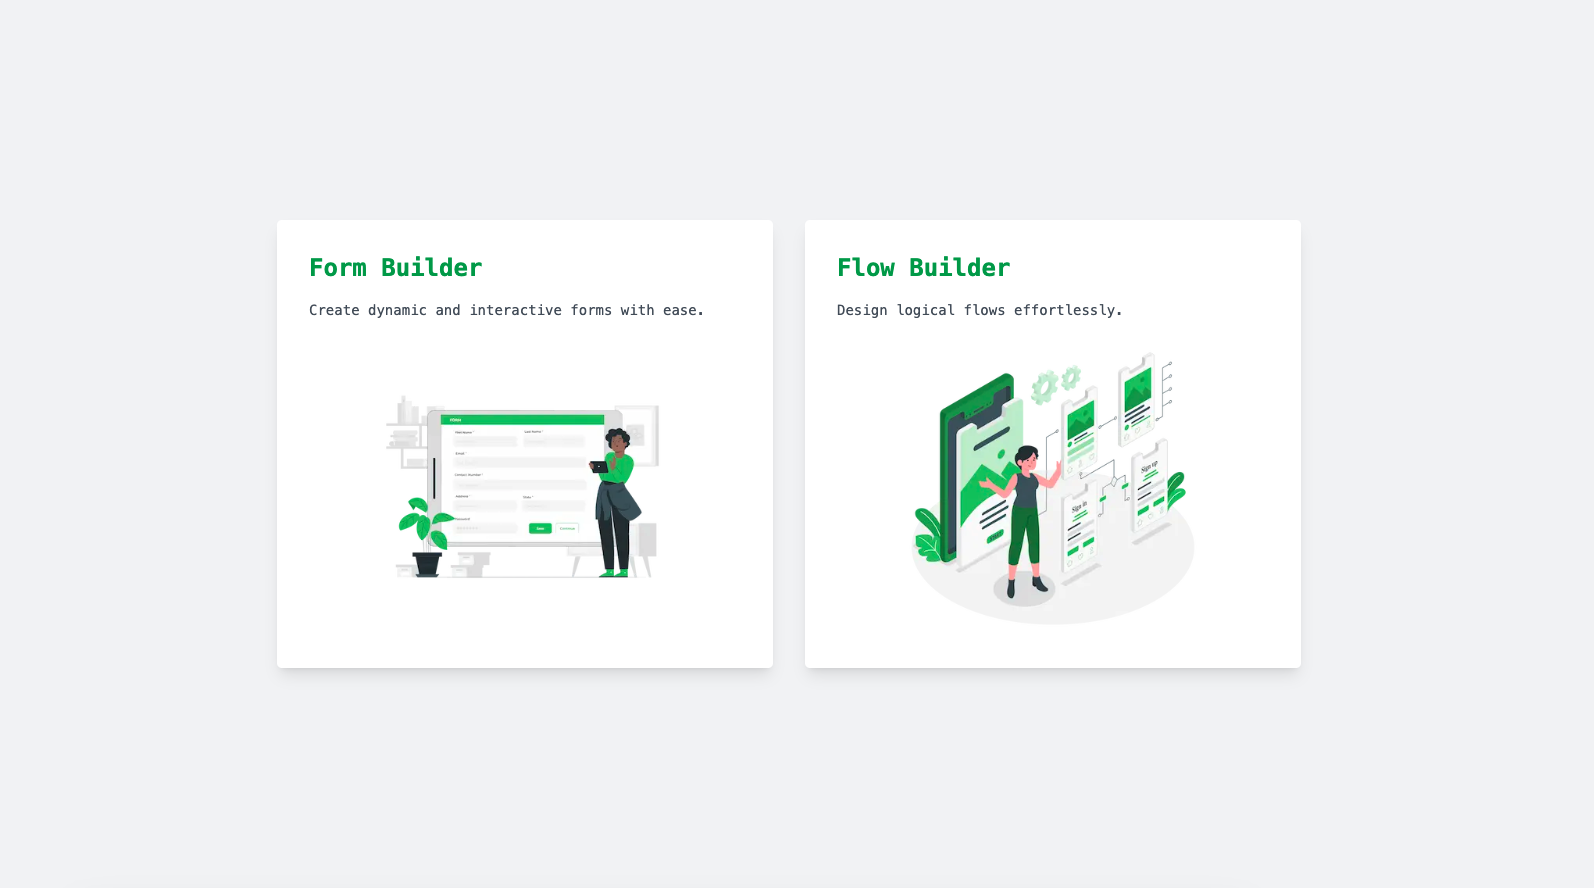 Form Builder
Create dynamic and interactive forms with ease.
Flow Builder
Design logical flows effortlessly.
Sign up
Sign in